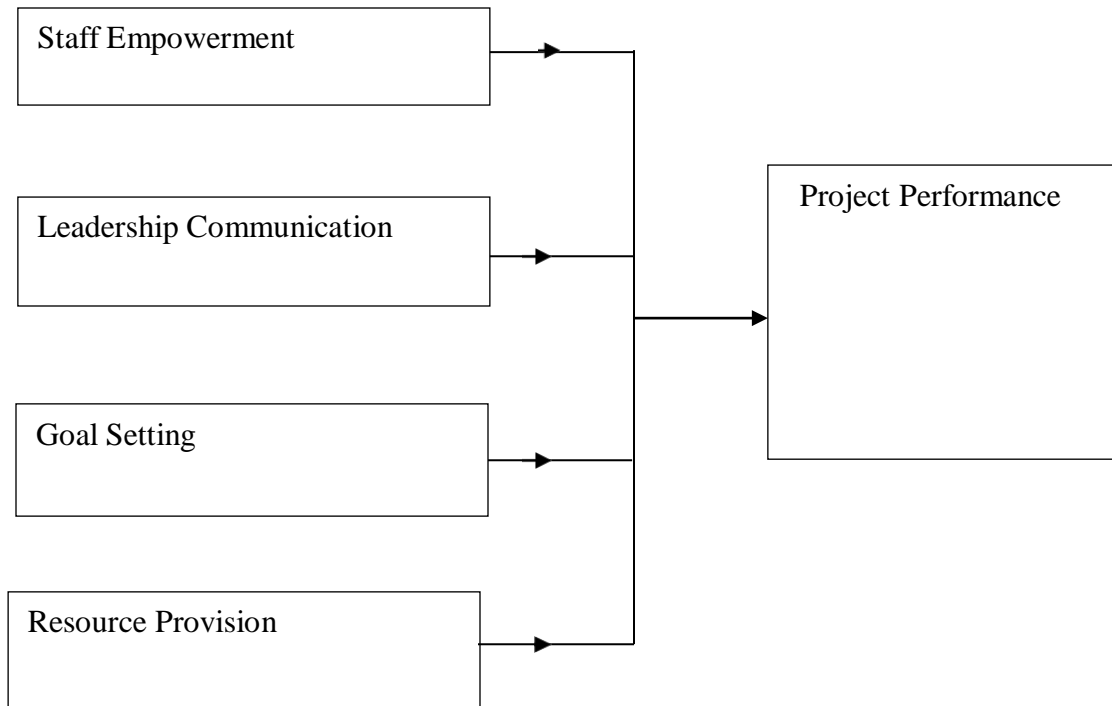 Staff Empowerment
Leadership Communication
Project Performance
Goal Setting
Resource Provision